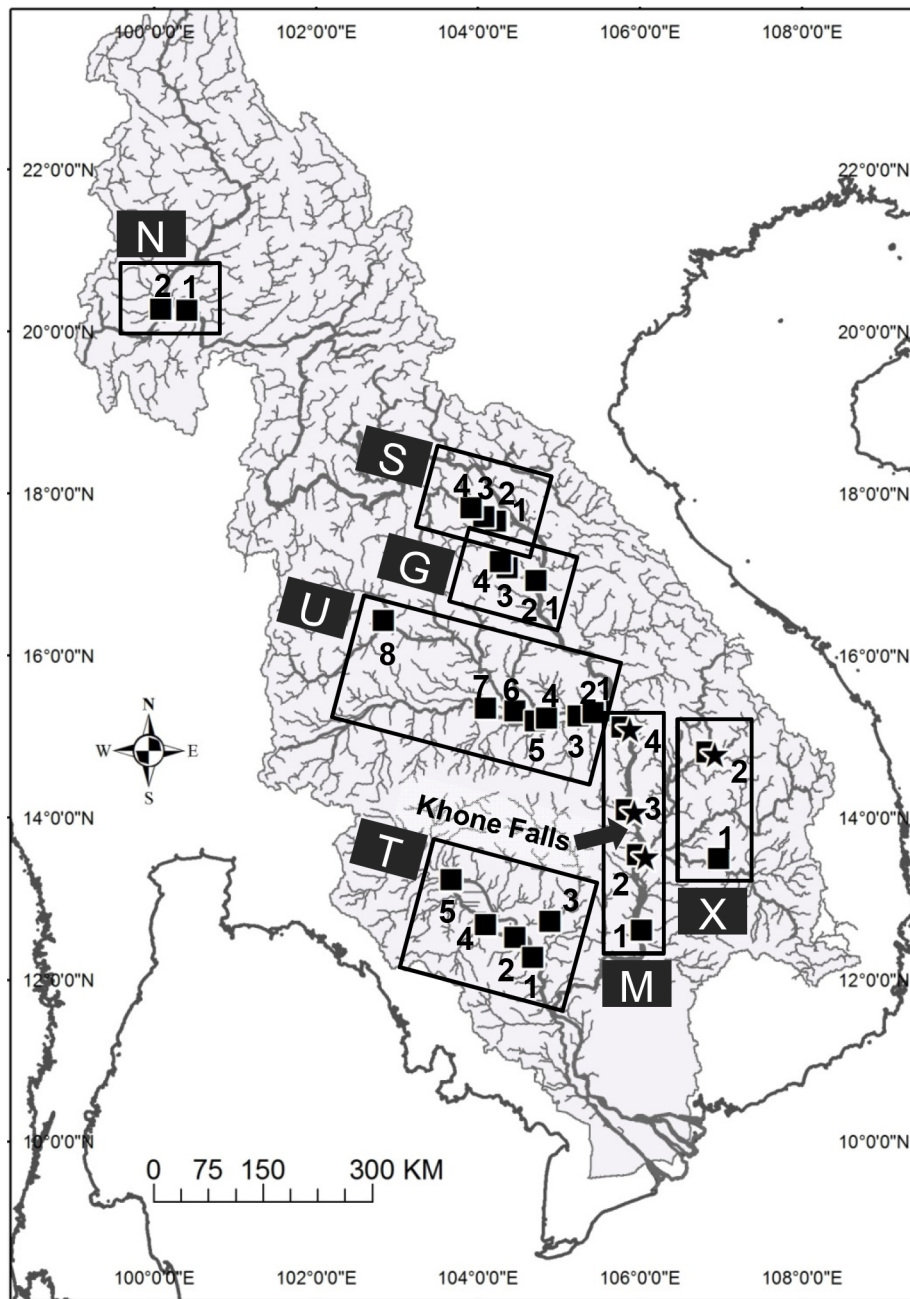 100°0'0"E 102°0'0"E 104°0'0"E 106°0'0"E 108°0'0"E
22°0'0"N 22°0'0"N
N
2 1
20°0'0"N 20°0'0"N
S
4 3 2 1
18°0'0"N 18°0'0"N
G
4 3 2 1
U
8
16°0'0"N 16°0'0"N
7 6 5 4 3 2 1
N
W E
S
4
2
14°0'0"N 14°0'0"N
Khone Falls
3
T
1
2
5 4 3 2 1
1
X
12°0'0"N 12°0'0"N
M
10°0'0"N 10°0'0"N
0 75 150 300 KM
100°0'0"E 102°0'0"E 104°0'0"E 106°0'0"E 108°0'0"E